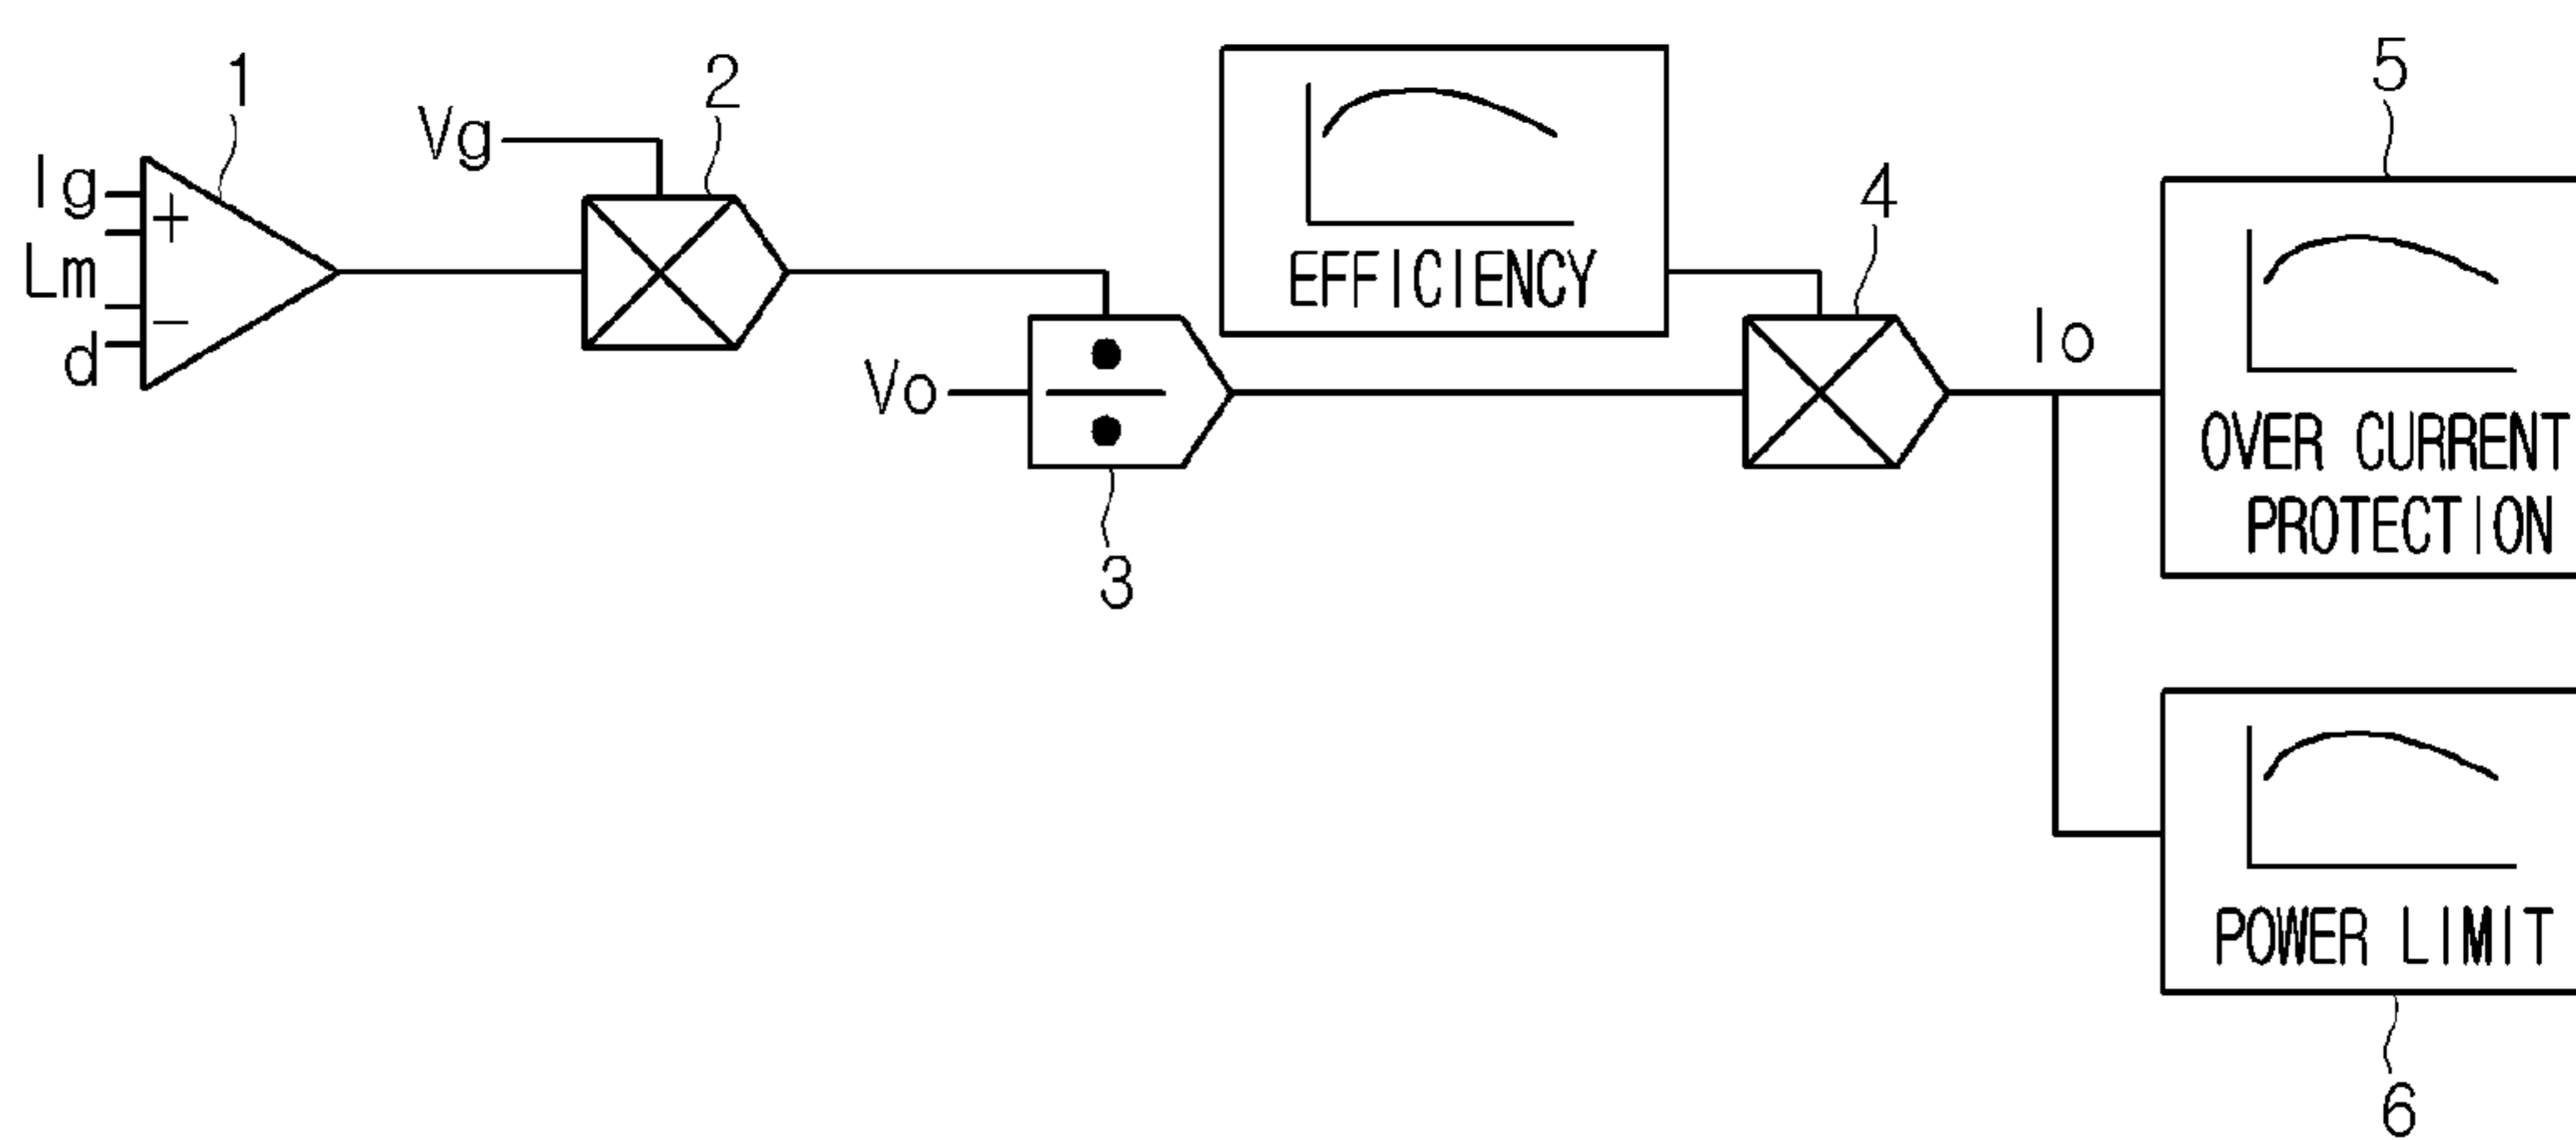 1
Ig
+
Lm
−
d
Vg
2
Vo
÷
3
EFFICIENCY
4
Io
5
OVER CURRENT
PROTECTION
POWER LIMIT
6